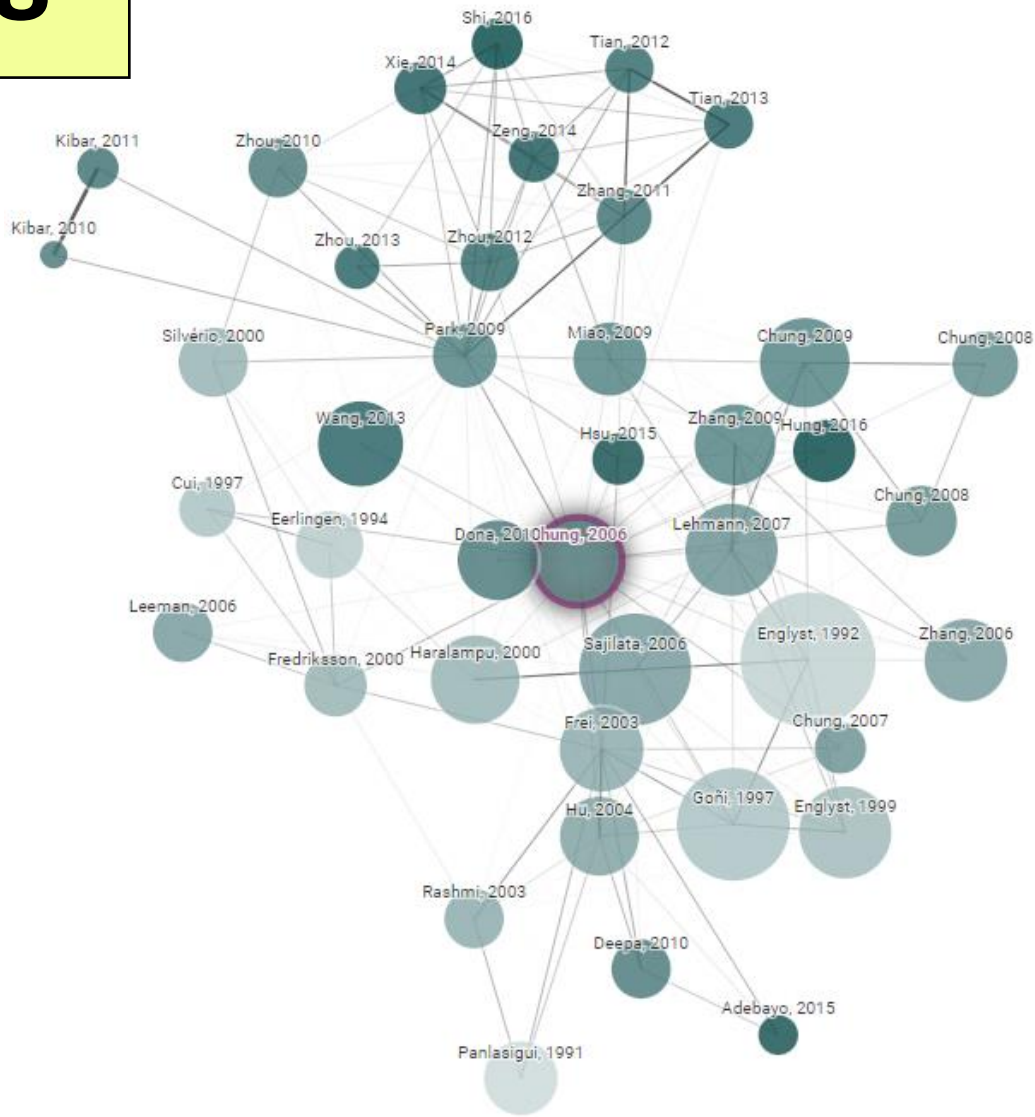 Shi, 2016
Tian, 2012
Xie, 2014
Tian, 2013
Zeng, 2014
Kibar, 2011
Zhou, 2010
Zhang, 2011
Kibar, 2010
Zhou, 2013
Zhou, 2012
Silvério, 2000
Park, 2009
Miao, 2009
Chung, 2009
Chung, 2008
Wang, 2013
Hsu, 2015
Zhang, 2009
Hung, 2016
Cui, 1997
Eerlingen, 1994
Chung, 2008
Dona, 2010
hung, 2006
Lehmann, 2007
Leeman, 2006
Fredriksson, 2000
Haralampu, 2000
Sajilata, 2006
Englyst, 1992
Zhang, 2006
Frei, 2003
Chung, 2007
Hu, 2004
Goñi, 1997
Englyst, 1999
Rashmi, 2003
Deepa, 2010
Adebayo, 2015
Panlasigui, 1991